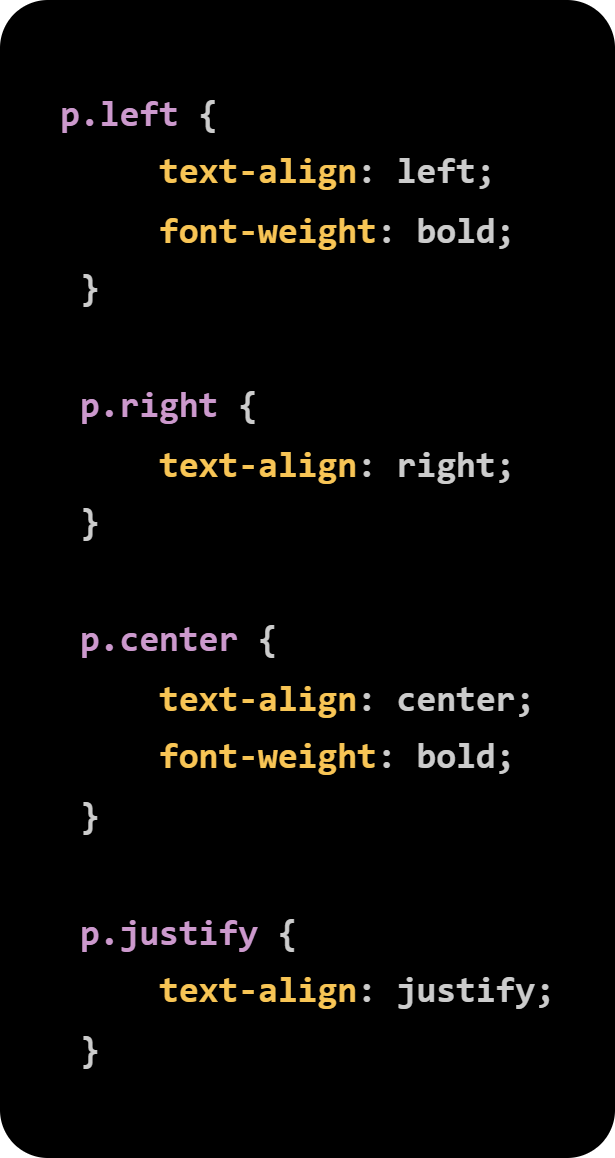 p.left {
     text-align: left;
     font-weight: bold;
 }

 p.right {
     text-align: right;
 }

 p.center {
     text-align: center;
     font-weight: bold;
 }

 p.justify {
     text-align: justify;
 }